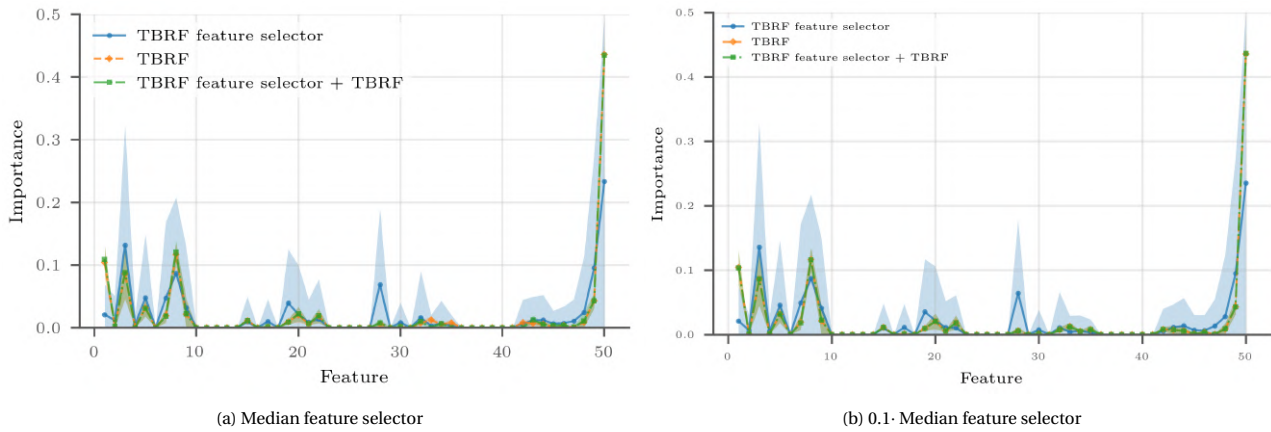 0.5
0.4
0.3
0.2
0.1
0.0
Importance
TBRF feature selector
TBRF
TBRF feature selector + TBRF
0 10 20 30 40 50
Feature
(a) Median feature selector
0.5
0.4
0.3
0.2
0.1
0.0
Importance
TBRF feature selector
TBRF
TBRF feature selector + TBRF
0 10 20 30 40 50
Feature
(b) 0.1· Median feature selector